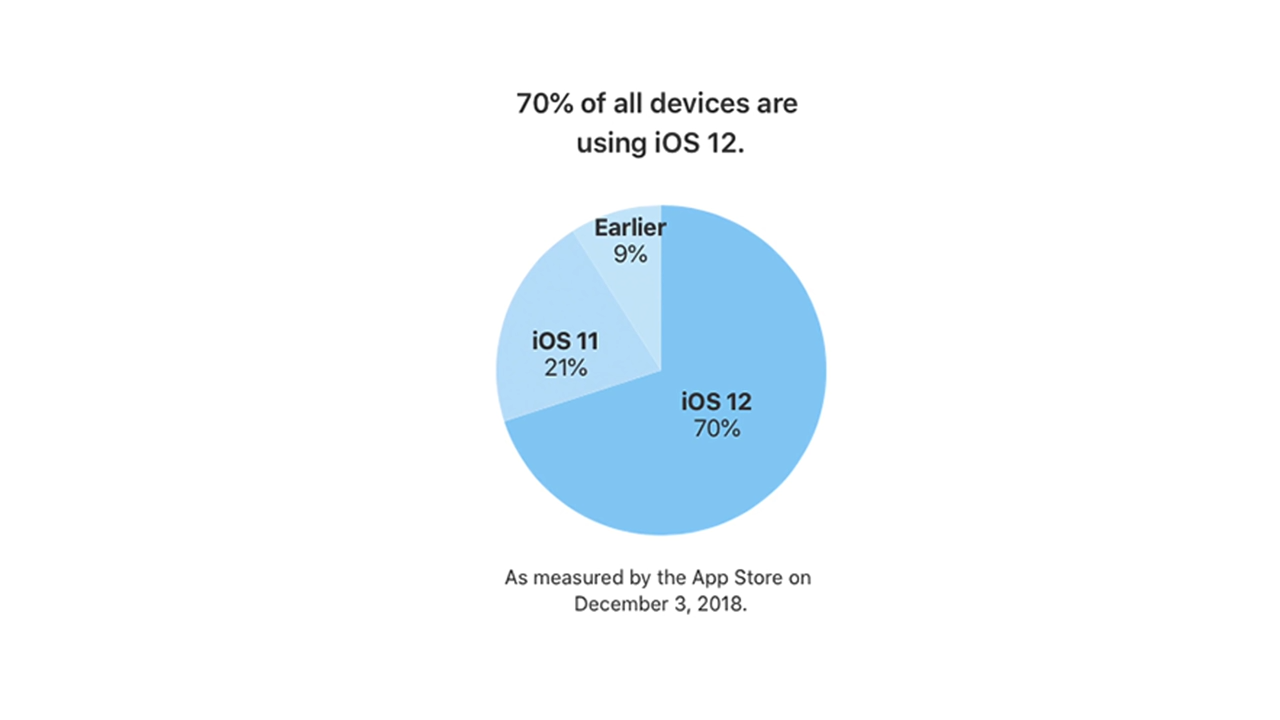 70% of all devices are
using iOS 12.
Earlier
9%
iOS 11
21%
iOS 12
70%
As measured by the App Store on
December 3, 2018.